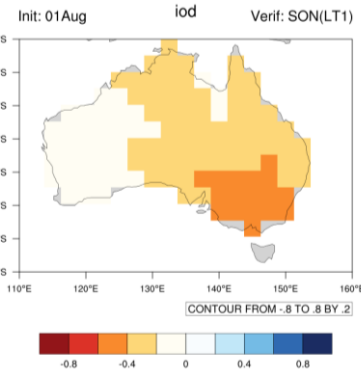 Init: 01Aug iod Verif: SON(LT1)
S
S
S
S
S
S
S
S
110°E 120°E 130°E 140°E 150°E 160°E
CONTOUR FROM -.8 TO .8 BY .2
-0.8 -0.4 0 0.4 0.8